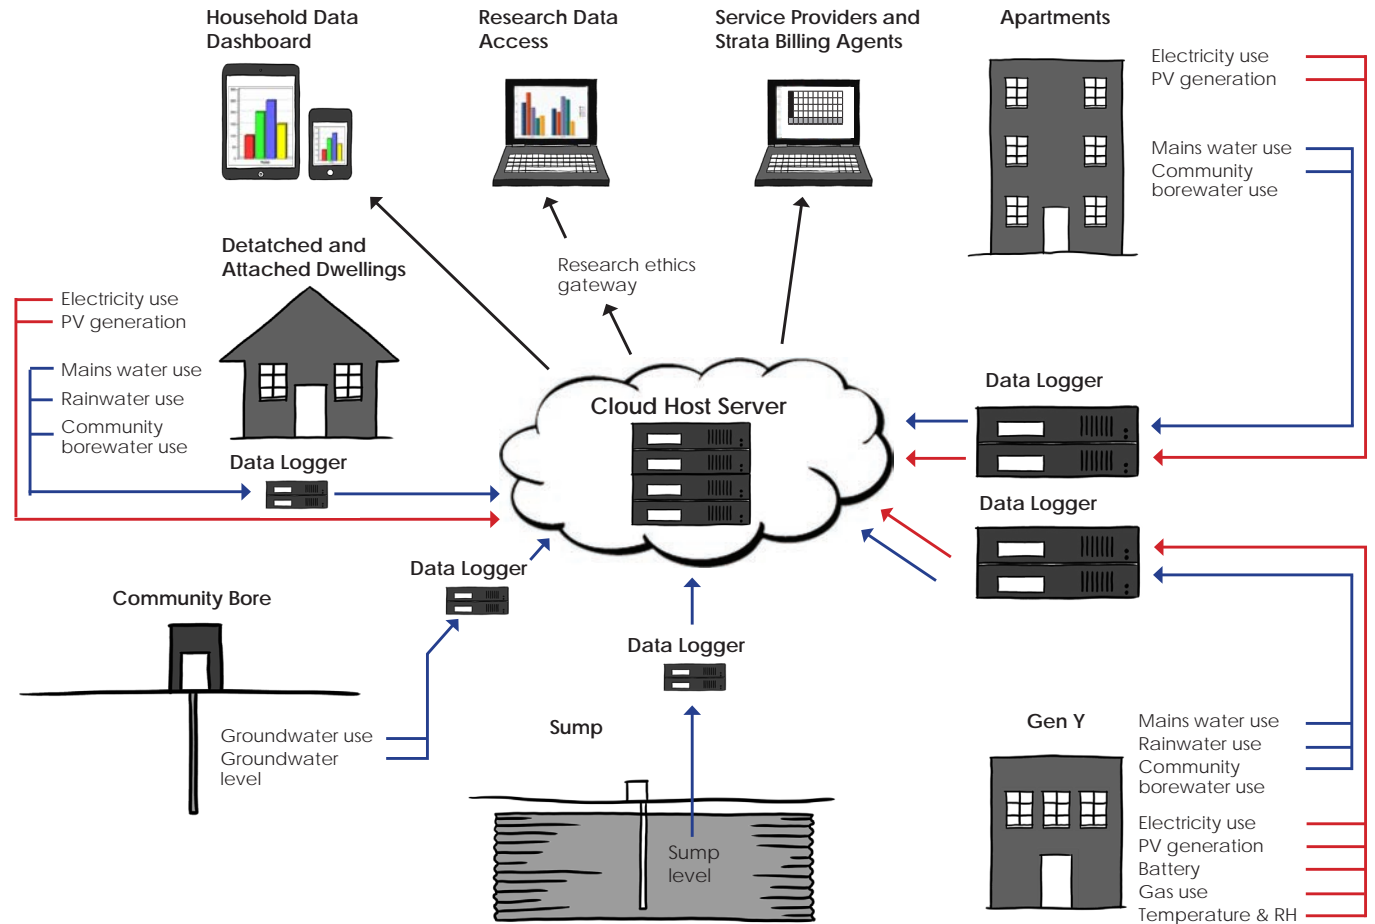 Household Data
Dashboard
Research Data
Access
Service Providers and
Strata Billing Agents
Apartments
Electricity use
PV generation
Mains water use
Community
borewater use
Detatched and
Attached Dwellings
Research ethics
gateway
Electricity use
PV generation
Mains water use
Rainwater use
Community
borewater use
Data Logger
Cloud Host Server
Data Logger
Data Logger
Data Logger
Community Bore
Data Logger
Groundwater use
Groundwater
level
Sump
Sump
level
Gen Y
Mains water use
Rainwater use
Community
borewater use
Electricity use
PV generation
Battery
Gas use
Temperature & RH